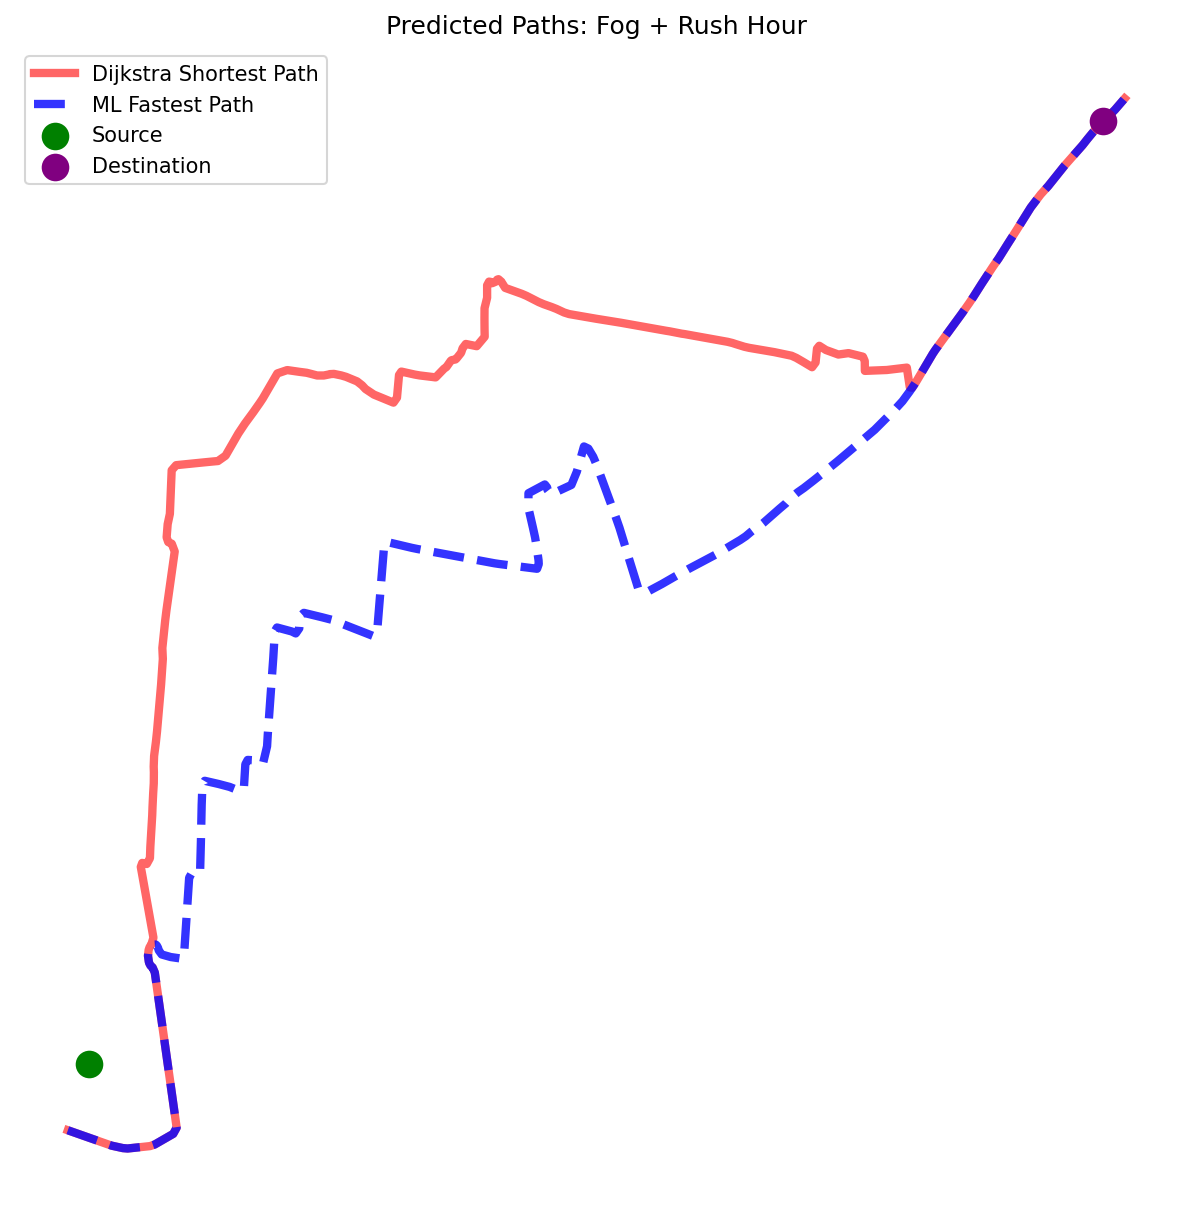 Predicted Paths: Fog + Rush Hour
Dijkstra Shortest Path
ML Fastest Path
Source
Destination